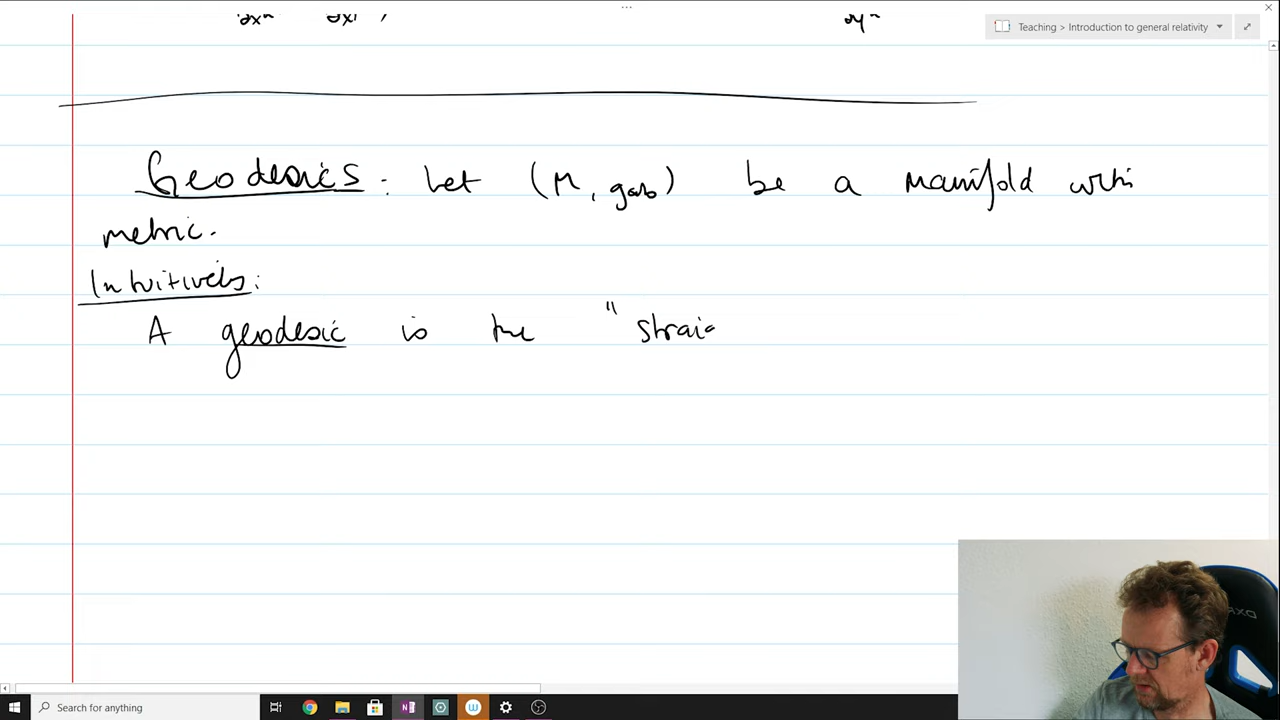 Teaching > Introduction to general relativity
Geodesics: Let (M, gab) be a manifold with
metric.
Intuitively:
A geodesic is the "straig
Search for anything